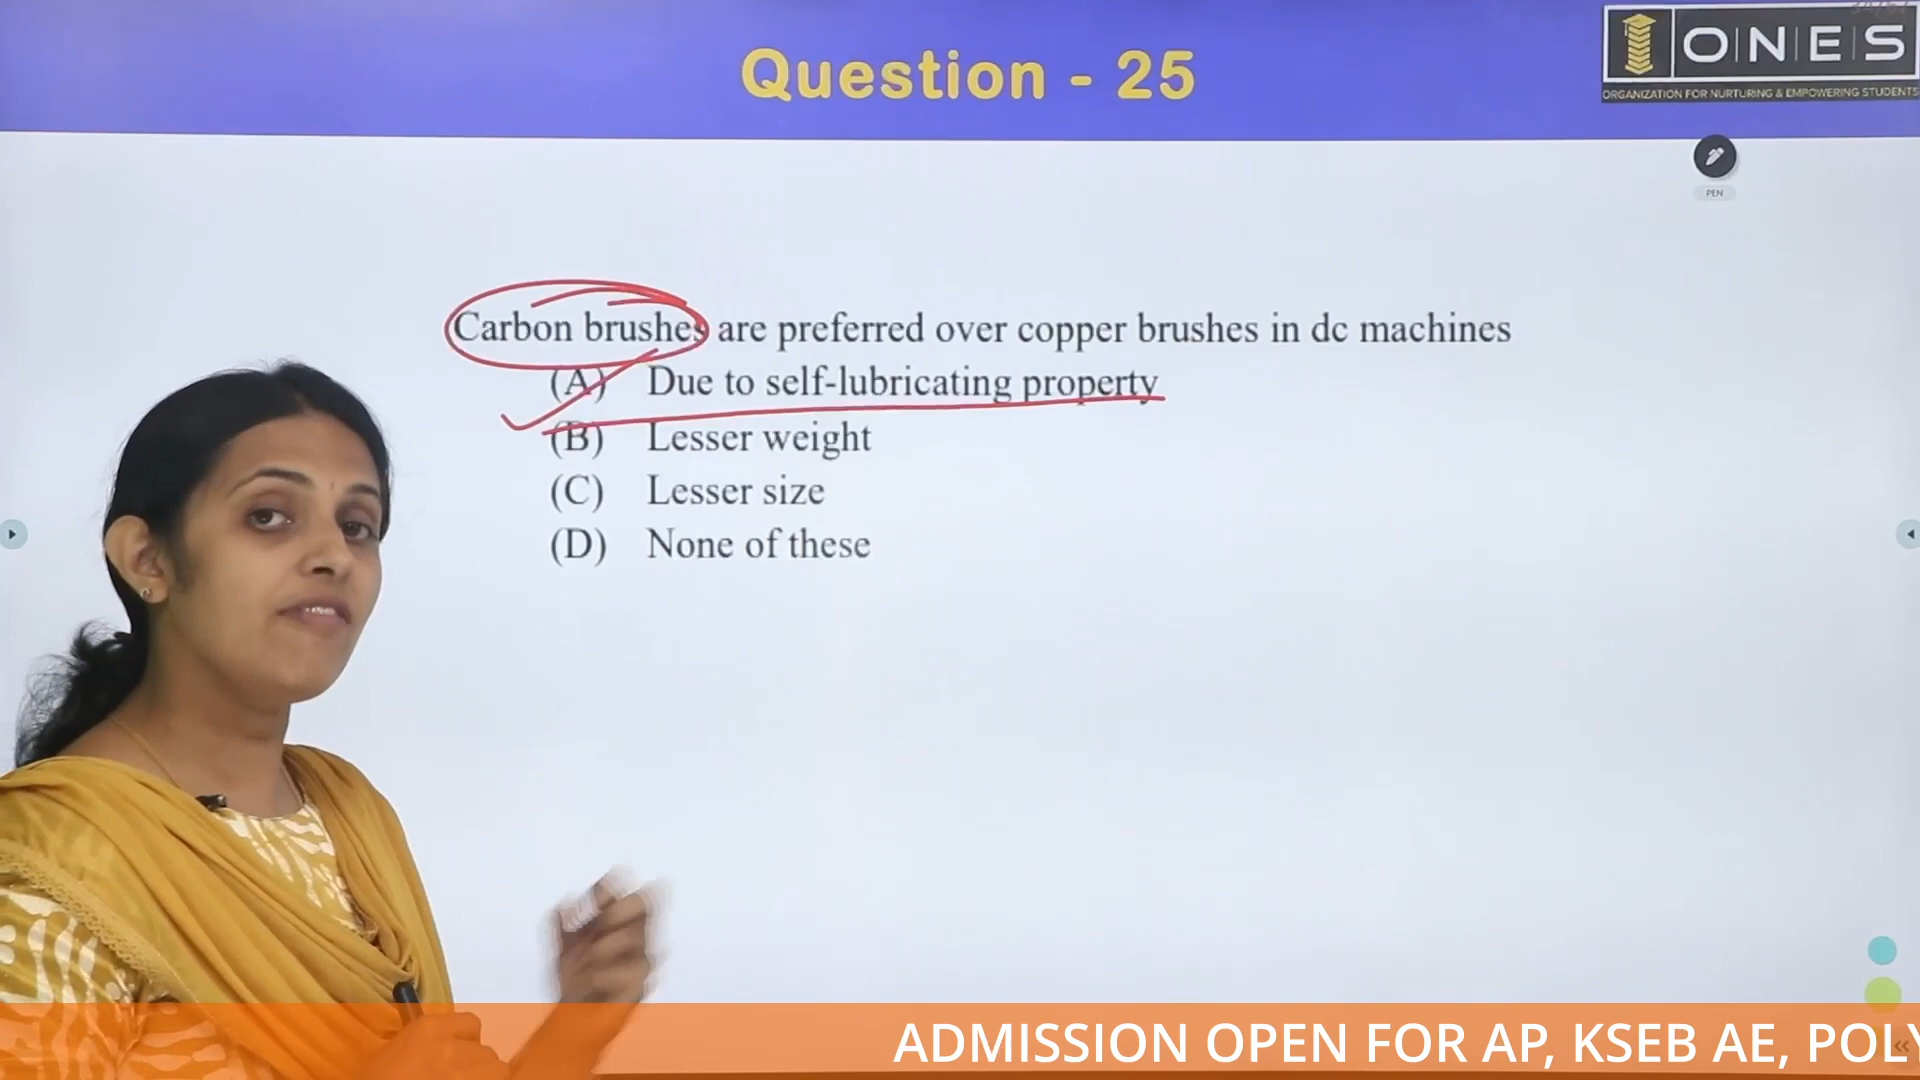 Question - 25
ONES
ORGANIZATION FOR NURTURING & EMPOWERING STUDENTS
PEN
Carbon brushes are preferred over copper brushes in dc machines
(A) Due to self-lubricating property
(B) Lesser weight
(C) Lesser size
(D) None of these
ADMISSION OPEN FOR AP, KSEB AE, POLY